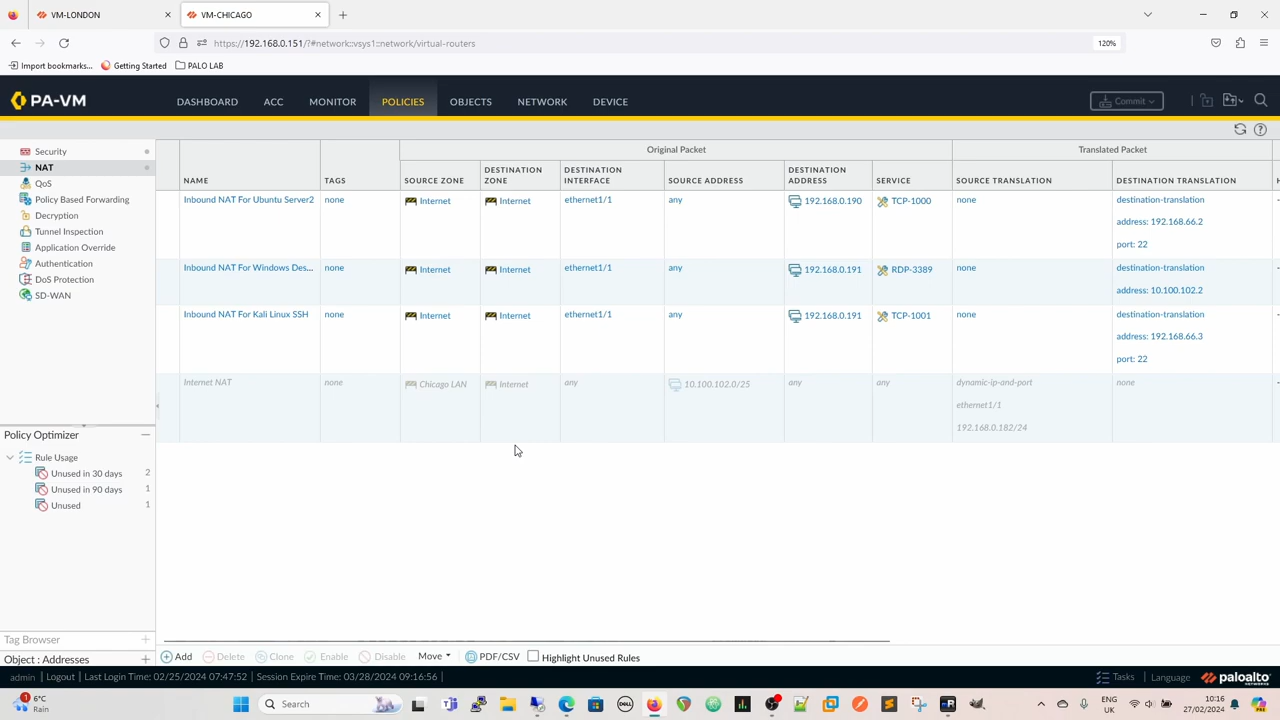 VM-LONDON
VM-CHICAGO
https://192.168.0.151/?#network::vsys1::network/virtual-routers
120%
Import bookmarks...
Getting Started
PALO LAB
PA-VM
DASHBOARD
ACC
MONITOR
POLICIES
OBJECTS
NETWORK
DEVICE
Commit
Security
NAT
QoS
Policy Based Forwarding
Decryption
Tunnel Inspection
Application Override
Authentication
DoS Protection
SD-WAN
Policy Optimizer
Rule Usage
Unused in 30 days 2
Unused in 90 days 1
Unused 1
Tag Browser
Object : Addresses
Original Packet
Translated Packet
NAME
TAGS
SOURCE ZONE
DESTINATION
ZONE
DESTINATION
INTERFACE
SOURCE ADDRESS
DESTINATION
ADDRESS
SERVICE
SOURCE TRANSLATION
DESTINATION TRANSLATION
Inbound NAT For Ubuntu Server2
none
Internet
Internet
ethernet1/1
any
192.168.0.190
TCP-1000
none
destination-translation
address: 192.168.66.2
port: 22
Inbound NAT For Windows Des...
none
Internet
Internet
ethernet1/1
any
192.168.0.191
RDP-3389
none
destination-translation
address: 10.100.102.2
Inbound NAT For Kali Linux SSH
none
Internet
Internet
ethernet1/1
any
192.168.0.191
TCP-1001
none
destination-translation
address: 192.168.66.3
port: 22
Internet NAT
none
Chicago LAN
Internet
any
10.100.102.0/25
any
any
dynamic-ip-and-port
ethernet1/1
192.168.0.182/24
none
Add
Delete
Clone
Enable
Disable
Move
PDF/CSV
Highlight Unused Rules
admin | Logout | Last Login Time: 02/25/2024 07:47:52 | Session Expire Time: 03/28/2024 09:16:56 |
Tasks | Language
paloalto
NETWORKS
1
6°C
Rain
Search
DELL
ENG
UK
10:16
27/02/2024